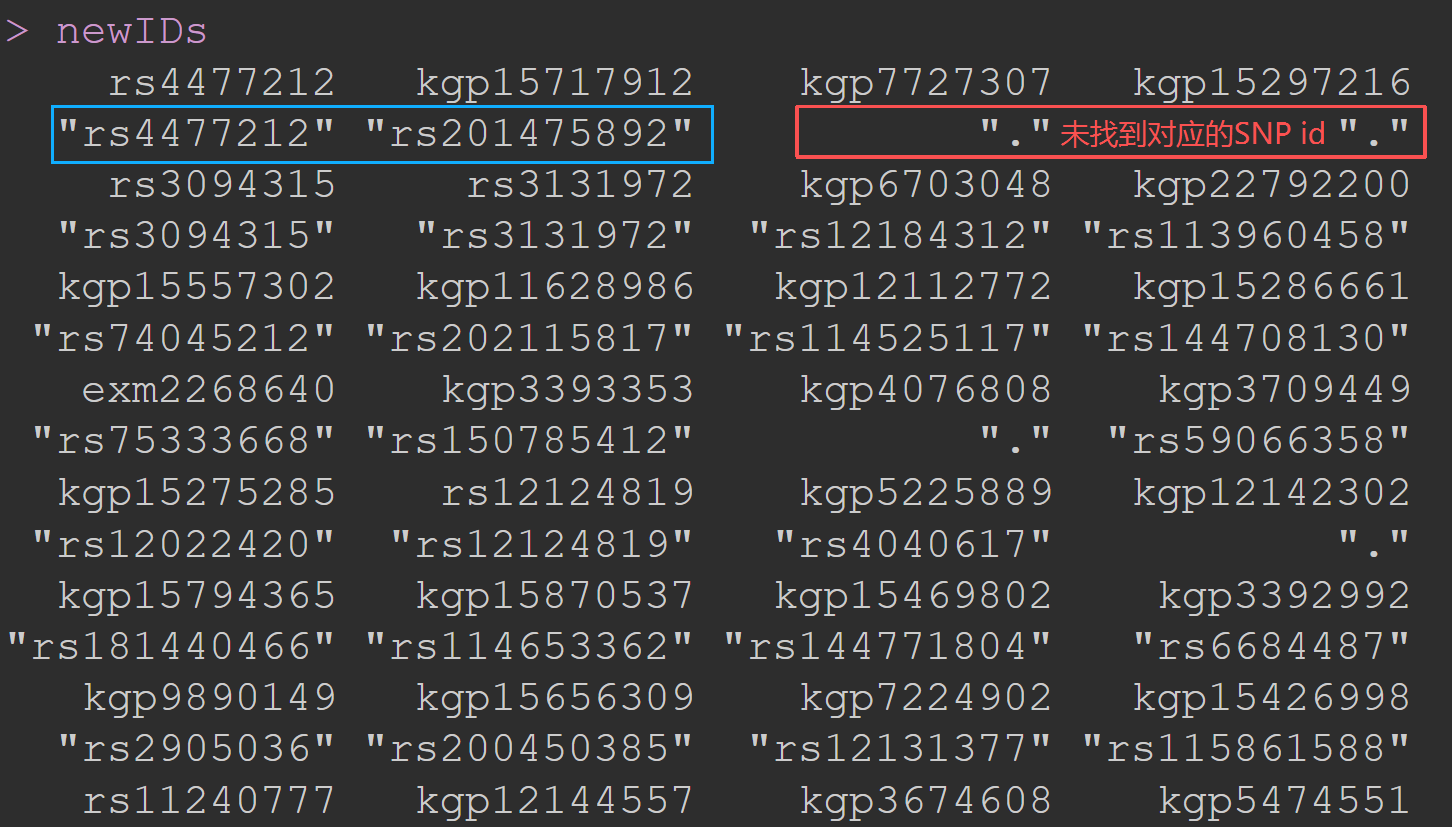 > newIDs
rs4477212 kgp15717912 kgp7727307 kgp15297216
"rs4477212" "rs201475892" "." 未找到对应的SNP id "."
rs3094315 rs3131972 kgp6703048 kgp22792200
"rs3094315" "rs3131972" "rs12184312" "rs113960458"
kgp15557302 kgp11628986 kgp12112772 kgp15286661
"rs74045212" "rs202115817" "rs114525117" "rs144708130"
exm2268640 kgp3393353 kgp4076808 kgp3709449
"rs75333668" "rs150785412" "." "rs59066358"
kgp15275285 rs12124819 kgp5225889 kgp12142302
"rs12022420" "rs12124819" "rs4040617" "."
kgp15794365 kgp15870537 kgp15469802 kgp3392992
"rs181440466" "rs114653362" "rs144771804" "rs6684487"
kgp9890149 kgp15656309 kgp7224902 kgp15426998
"rs2905036" "rs200450385" "rs12131377" "rs115861588"
rs11240777 kgp12144557 kgp3674608 kgp5474551